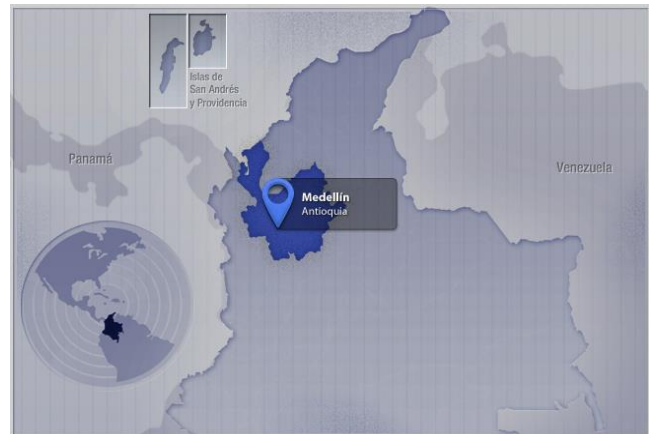 Islas de
San Andrés
y Providencia
Panamá
Venezuela
Medellín
Antioquia